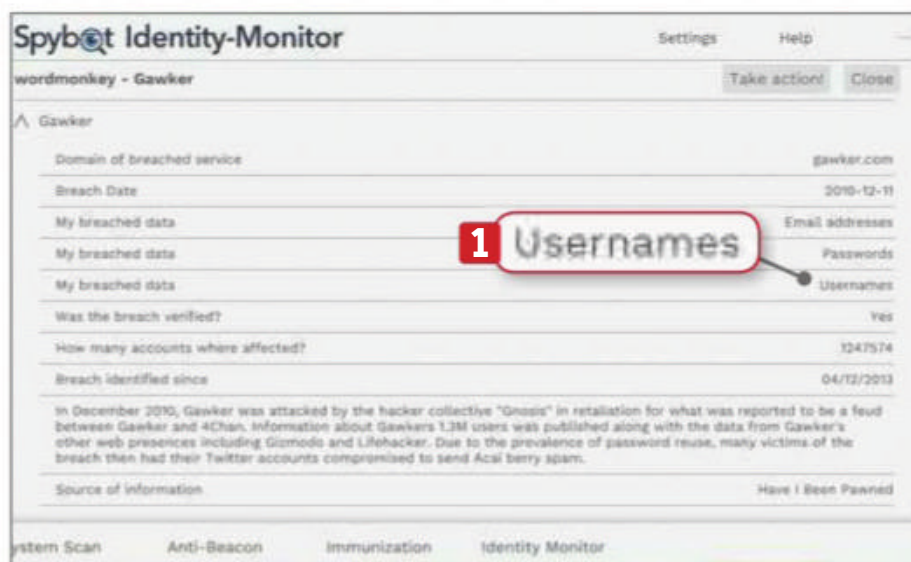 Spybot Identity-Monitor Settings Help
wordmonkey - Gawker Take action! Close
Gawker
Domain of breached service gawker.com
Breach Date 2010-12-11
My breached data Email addresses
My breached data Passwords
1 Usernames
My breached data Usernames
Was the breach verified? Yes
How many accounts where affected? 1247574
Breach identified since 04/12/2013
In December 2010, Gawker was attacked by the hacker collective "Gnosis" in retaliation for what was reported to be a feud
between Gawker and 4Chan. Information about Gawkers 1.3M users was published along with the data from Gawker's
other web presences including Gizmodo and Lifehacker. Due to the prevalence of password reuse, many victims of the
breach then had their Twitter accounts compromised to send Acai berry spam.
Source of information Have I Been Pawned
ystem Scan Anti-Beacon Immunization Identity Monitor